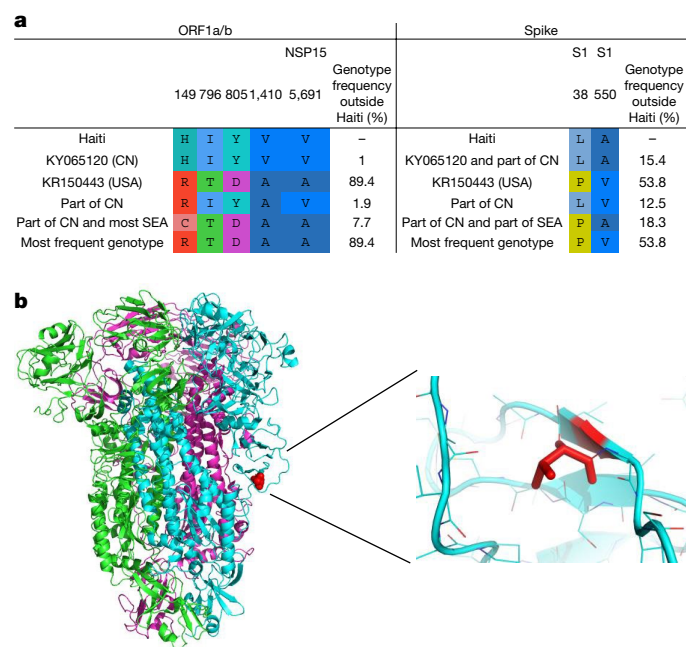 a
ORF1a/b Spike
NSP15 S1 S1
149 796 805 1,410 5,691 Genotype frequency outside Haiti (%) 38 550 Genotype frequency outside Haiti (%)
Haiti H I Y V V – Haiti L A –
KY065120 (CN) H I Y V V 1 KY065120 and part of CN L A 15.4
KR150443 (USA) R T D A A 89.4 KR150443 (USA) P V 53.8
Part of CN R I Y A V 1.9 Part of CN L V 12.5
Part of CN and most SEA C T D A A 7.7 Part of CN and part of SEA P A 18.3
Most frequent genotype R T D A A 89.4 Most frequent genotype P V 53.8
b